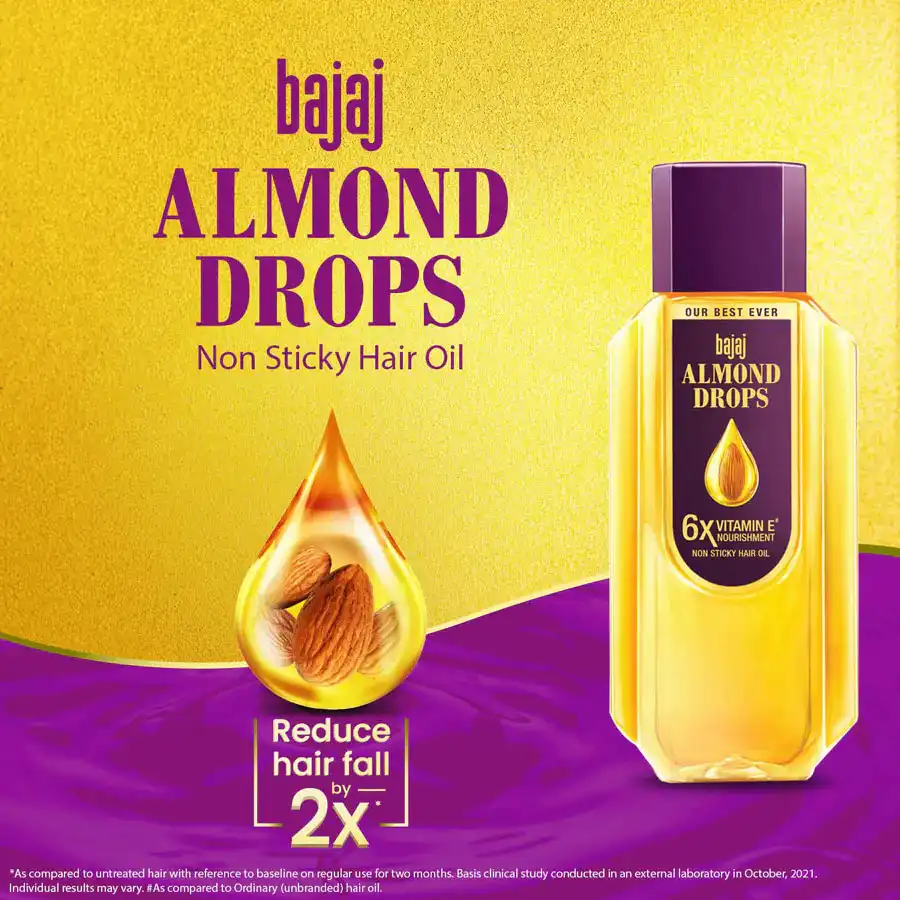 bajaj
ALMOND
DROPS
Non Sticky Hair Oil
OUR BEST EVER
bajaj
ALMOND
DROPS
6X VITAMIN E#
NOURISHMENT
NON STICKY HAIR OIL
Reduce
hair fall
by
2x*
*As compared to untreated hair with reference to baseline on regular use for two months. Basis clinical study conducted in an external laboratory in October, 2021.
Individual results may vary. #As compared to Ordinary (unbranded) hair oil.